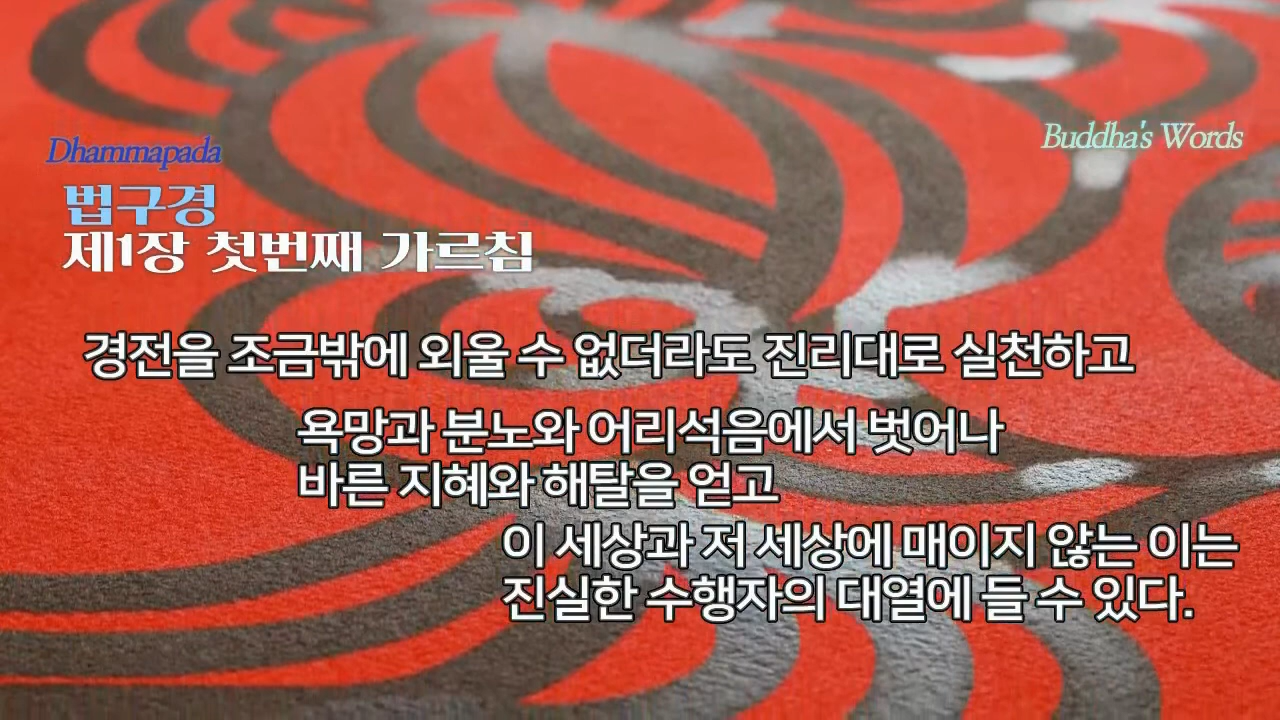 Dhammapada
Buddha's Words
법구경
제1장 첫번째 가르침
경전을 조금밖에 외울 수 없더라도 진리대로 실천하고
욕망과 분노와 어리석음에서 벗어나
바른 지혜와 해탈을 얻고
이 세상과 저 세상에 매이지 않는 이는
진실한 수행자의 대열에 들 수 있다.